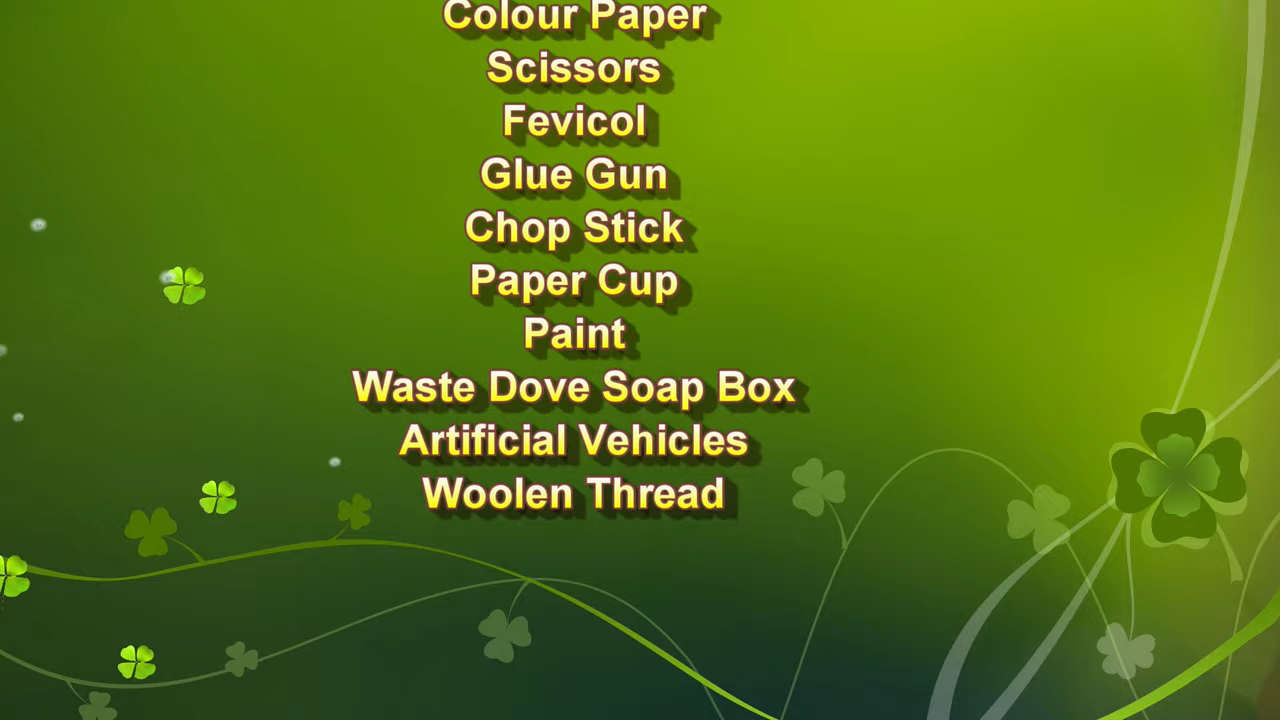 Colour Paper
Scissors
Fevicol
Glue Gun
Chop Stick
Paper Cup
Paint
Waste Dove Soap Box
Artificial Vehicles
Woolen Thread